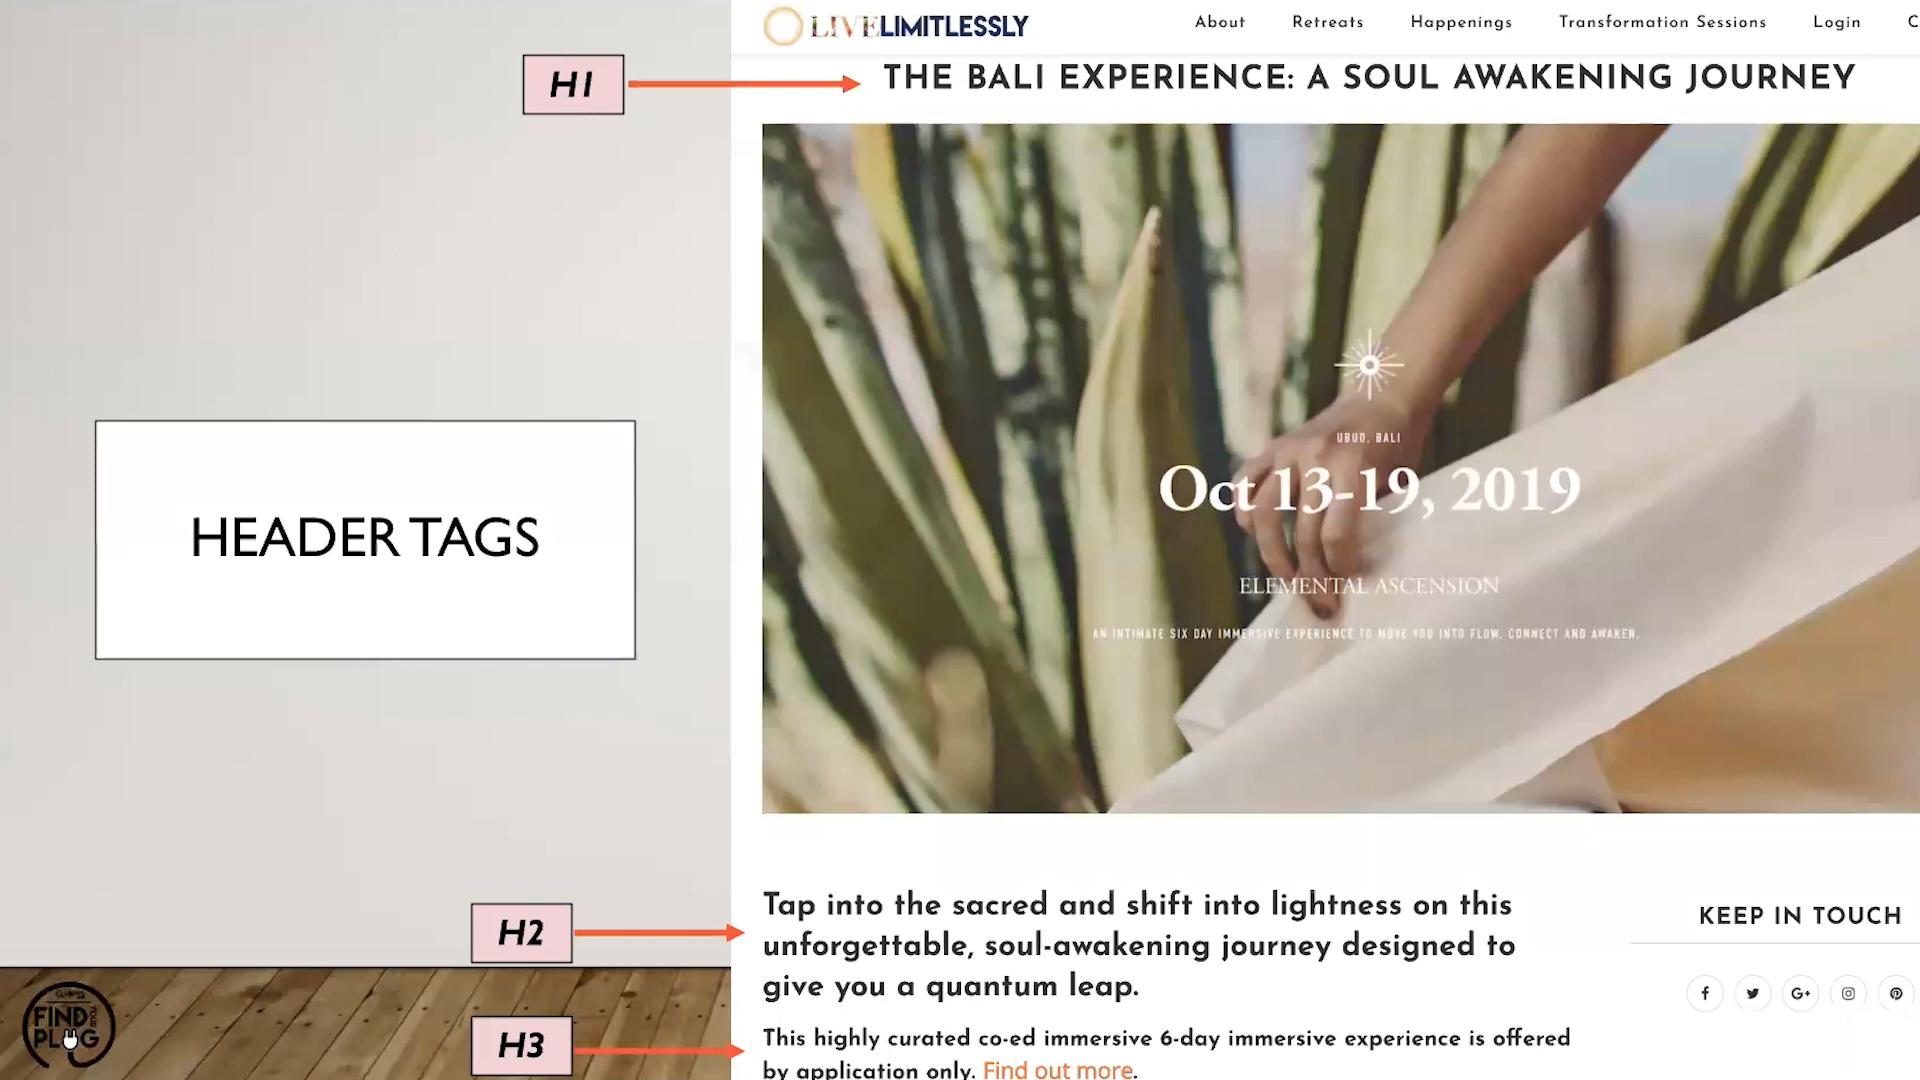 LIVELIMITLESSLY
About Retreats Happenings Transformation Sessions Login C
H1
THE BALI EXPERIENCE: A SOUL AWAKENING JOURNEY
UBUD, BALI
Oct 13-19, 2019
ELEMENTAL ASCENSION
AN INTIMATE SIX DAY IMMERSIVE EXPERIENCE TO MOVE YOU INTO FLOW, CONNECT AND AWAKEN.
HEADER TAGS
H2
Tap into the sacred and shift into lightness on this
unforgettable, soul-awakening journey designed to
give you a quantum leap.
KEEP IN TOUCH
H3
This highly curated co-ed immersive 6-day immersive experience is offered
by application only. Find out more.
FIND YOUR
PLUG